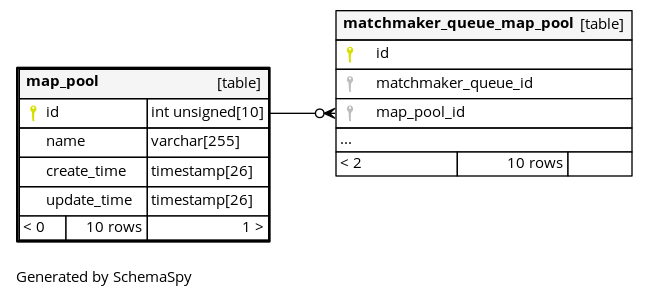 map_pool [table]
id int unsigned[10]
name varchar[255]
create_time timestamp[26]
update_time timestamp[26]
< 0 10 rows 1 >
matchmaker_queue_map_pool [table]
id
matchmaker_queue_id
map_pool_id
...
< 2 10 rows
Generated by SchemaSpy